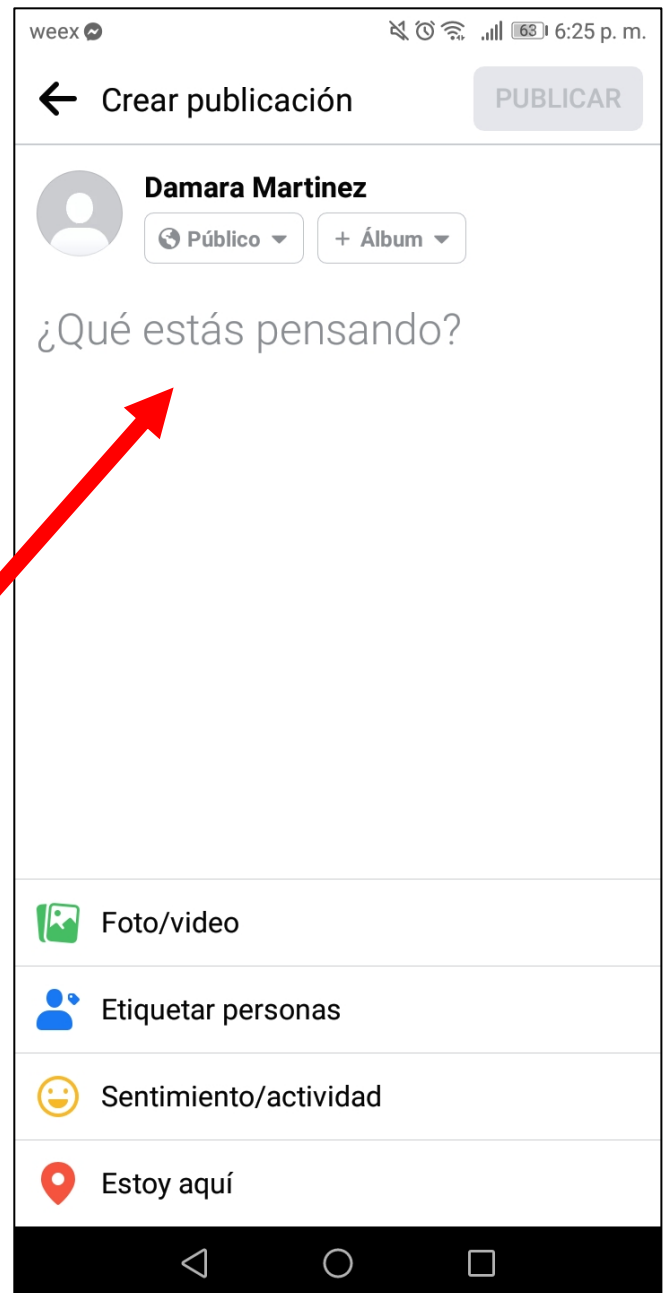 weex 63 6:25 p. m.
Crear publicación PUBLICAR
Damara Martinez
Público + Álbum
¿Qué estás pensando?
Foto/video
Etiquetar personas
Sentimiento/actividad
Estoy aquí